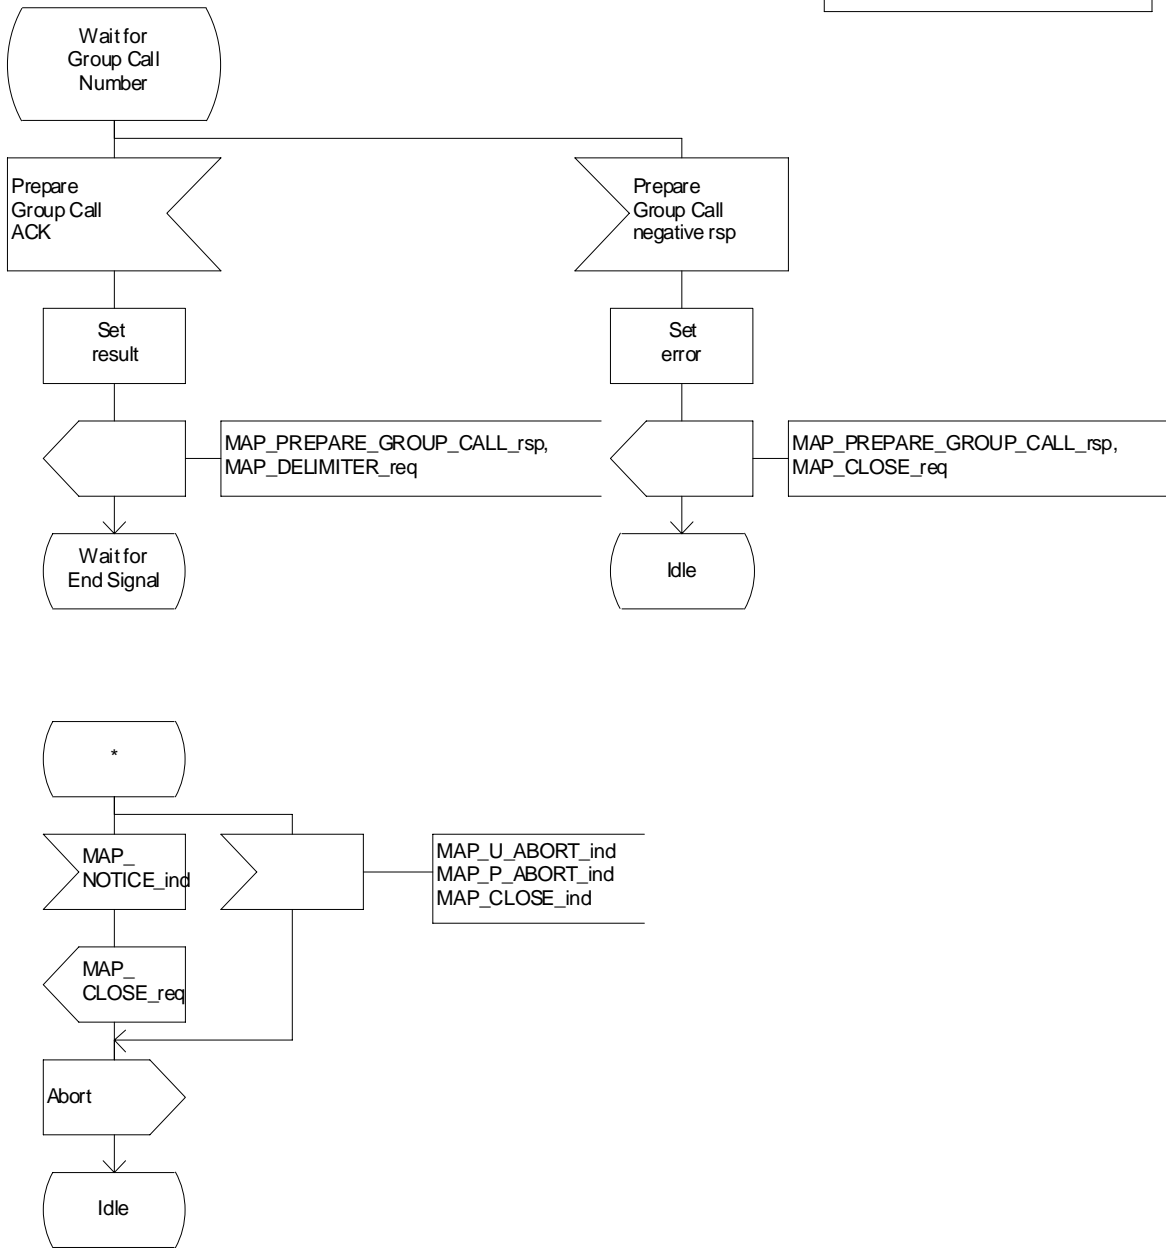 Wait for
Group Call
Number
Prepare
Group Call
ACK
Prepare
Group Call
negative rsp
Set
result
Set
error
MAP_PREPARE_GROUP_CALL_rsp,
MAP_DELIMITER_req
MAP_PREPARE_GROUP_CALL_rsp,
MAP_CLOSE_req
Wait for
End Signal
Idle
*
MAP_
NOTICE_ind
MAP_U_ABORT_ind
MAP_P_ABORT_ind
MAP_CLOSE_ind
MAP_
CLOSE_req
Abort
Idle